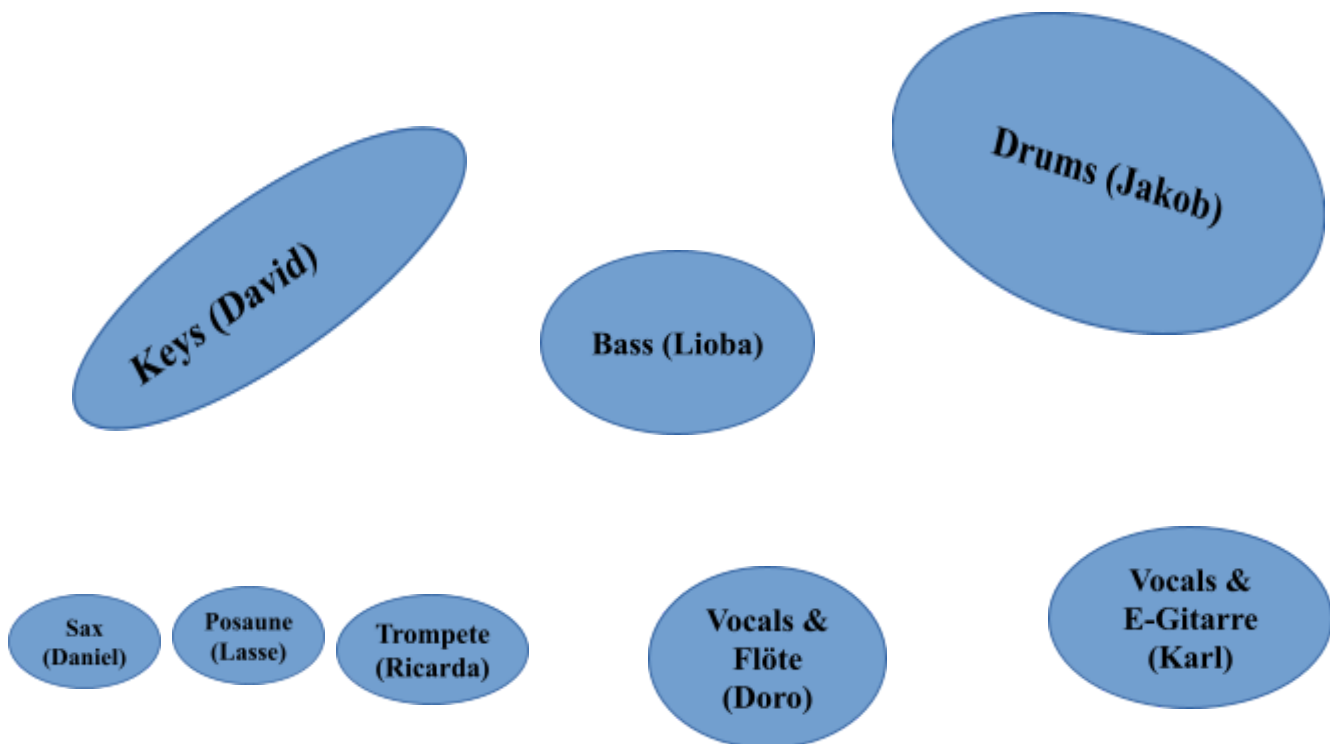 Drums (Jakob)
Keys (David)
Bass (Lioba)
Sax
(Daniel)
Posaune
(Lasse)
Trompete
(Ricarda)
Vocals &
Flöte
(Doro)
Vocals &
E-Gitarre
(Karl)